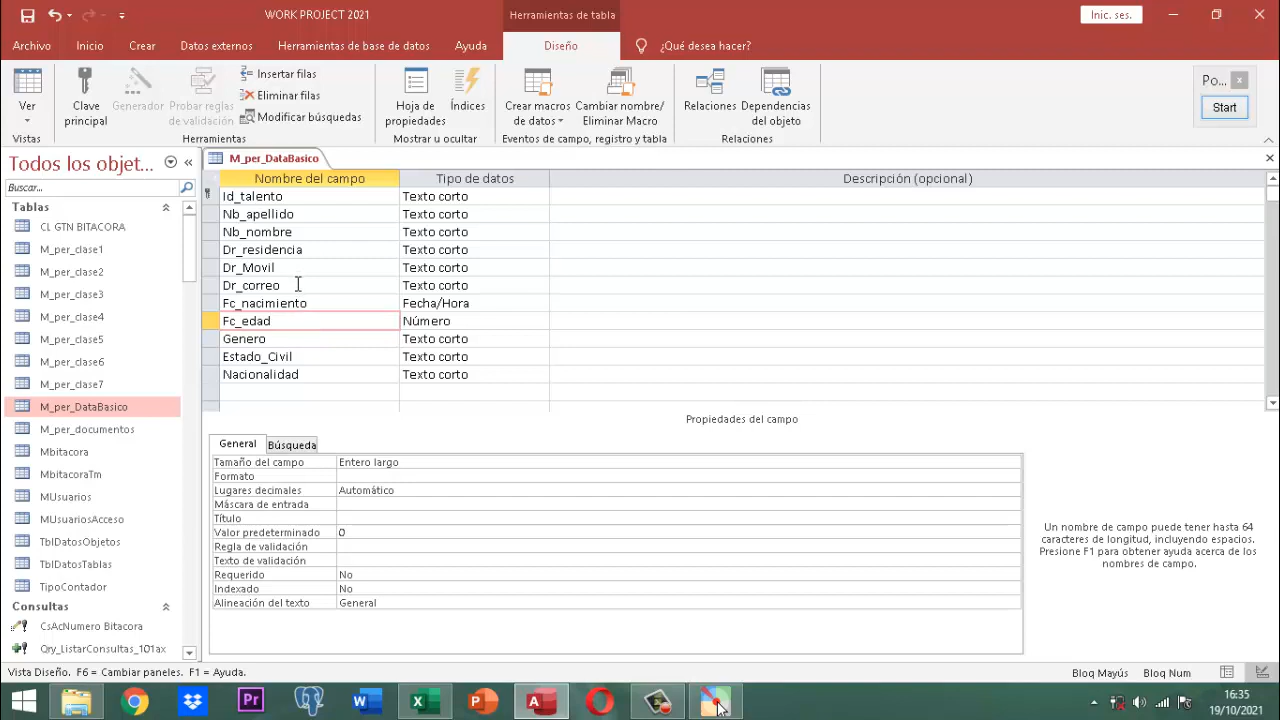 WORK PROJECT 2021
Herramientas de tabla
Inic. ses.
Archivo
Inicio
Crear
Datos externos
Herramientas de base de datos
Ayuda
Diseño
¿Qué desea hacer?
Ver
Clave principal
Generador
Probar reglas de validación
Insertar filas
Eliminar filas
Modificar búsquedas
Hoja de propiedades
Índices
Crear macros de datos
Cambiar nombre/ Eliminar Macro
Relaciones
Dependencias del objeto
Po...
Start
Vistas
Herramientas
Mostrar u ocultar
Eventos de campo, registro y tabla
Relaciones
Todos los objet...
Buscar...
Tablas
CL GTN BITACORA
M_per_clase1
M_per_clase2
M_per_clase3
M_per_clase4
M_per_clase5
M_per_clase6
M_per_clase7
M_per_DataBasico
M_per_documentos
Mbitacora
MbitacoraTm
MUsuarios
MUsuariosAcceso
TblDatosObjetos
TblDatosTablas
TipoContador
Consultas
CsAcNumero Bitacora
Qry_ListarConsultas_101ax
M_per_DataBasico
Nombre del campo Tipo de datos Descripción (opcional)
Id_talento Texto corto
Nb_apellido Texto corto
Nb_nombre Texto corto
Dr_residencia Texto corto
Dr_Movil Texto corto
Dr_correo Texto corto
Fc_nacimiento Fecha/Hora
Fc_edad Número
Genero Texto corto
Estado_Civil Texto corto
Nacionalidad Texto corto
Propiedades del campo
General Búsqueda
Tamaño del campo Entero largo
Formato
Lugares decimales Automático
Máscara de entrada
Título
Valor predeterminado 0
Regla de validación
Texto de validación
Requerido No
Indexado No
Alineación del texto General
Un nombre de campo puede tener hasta 64
caracteres de longitud, incluyendo espacios.
Presione F1 para obtener ayuda acerca de los
nombres de campo.
Vista Diseño. F6 = Cambiar paneles. F1 = Ayuda.
Bloq Mayús Bloq Num
16:35
19/10/2021